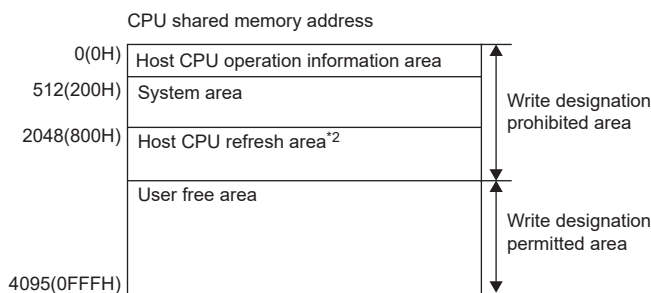 CPU shared memory address
0(0H)
Host CPU operation information area
512(200H)
System area
Write designation
prohibited area
2048(800H)
Host CPU refresh area*2
User free area
Write designation
permitted area
4095(0FFFH)